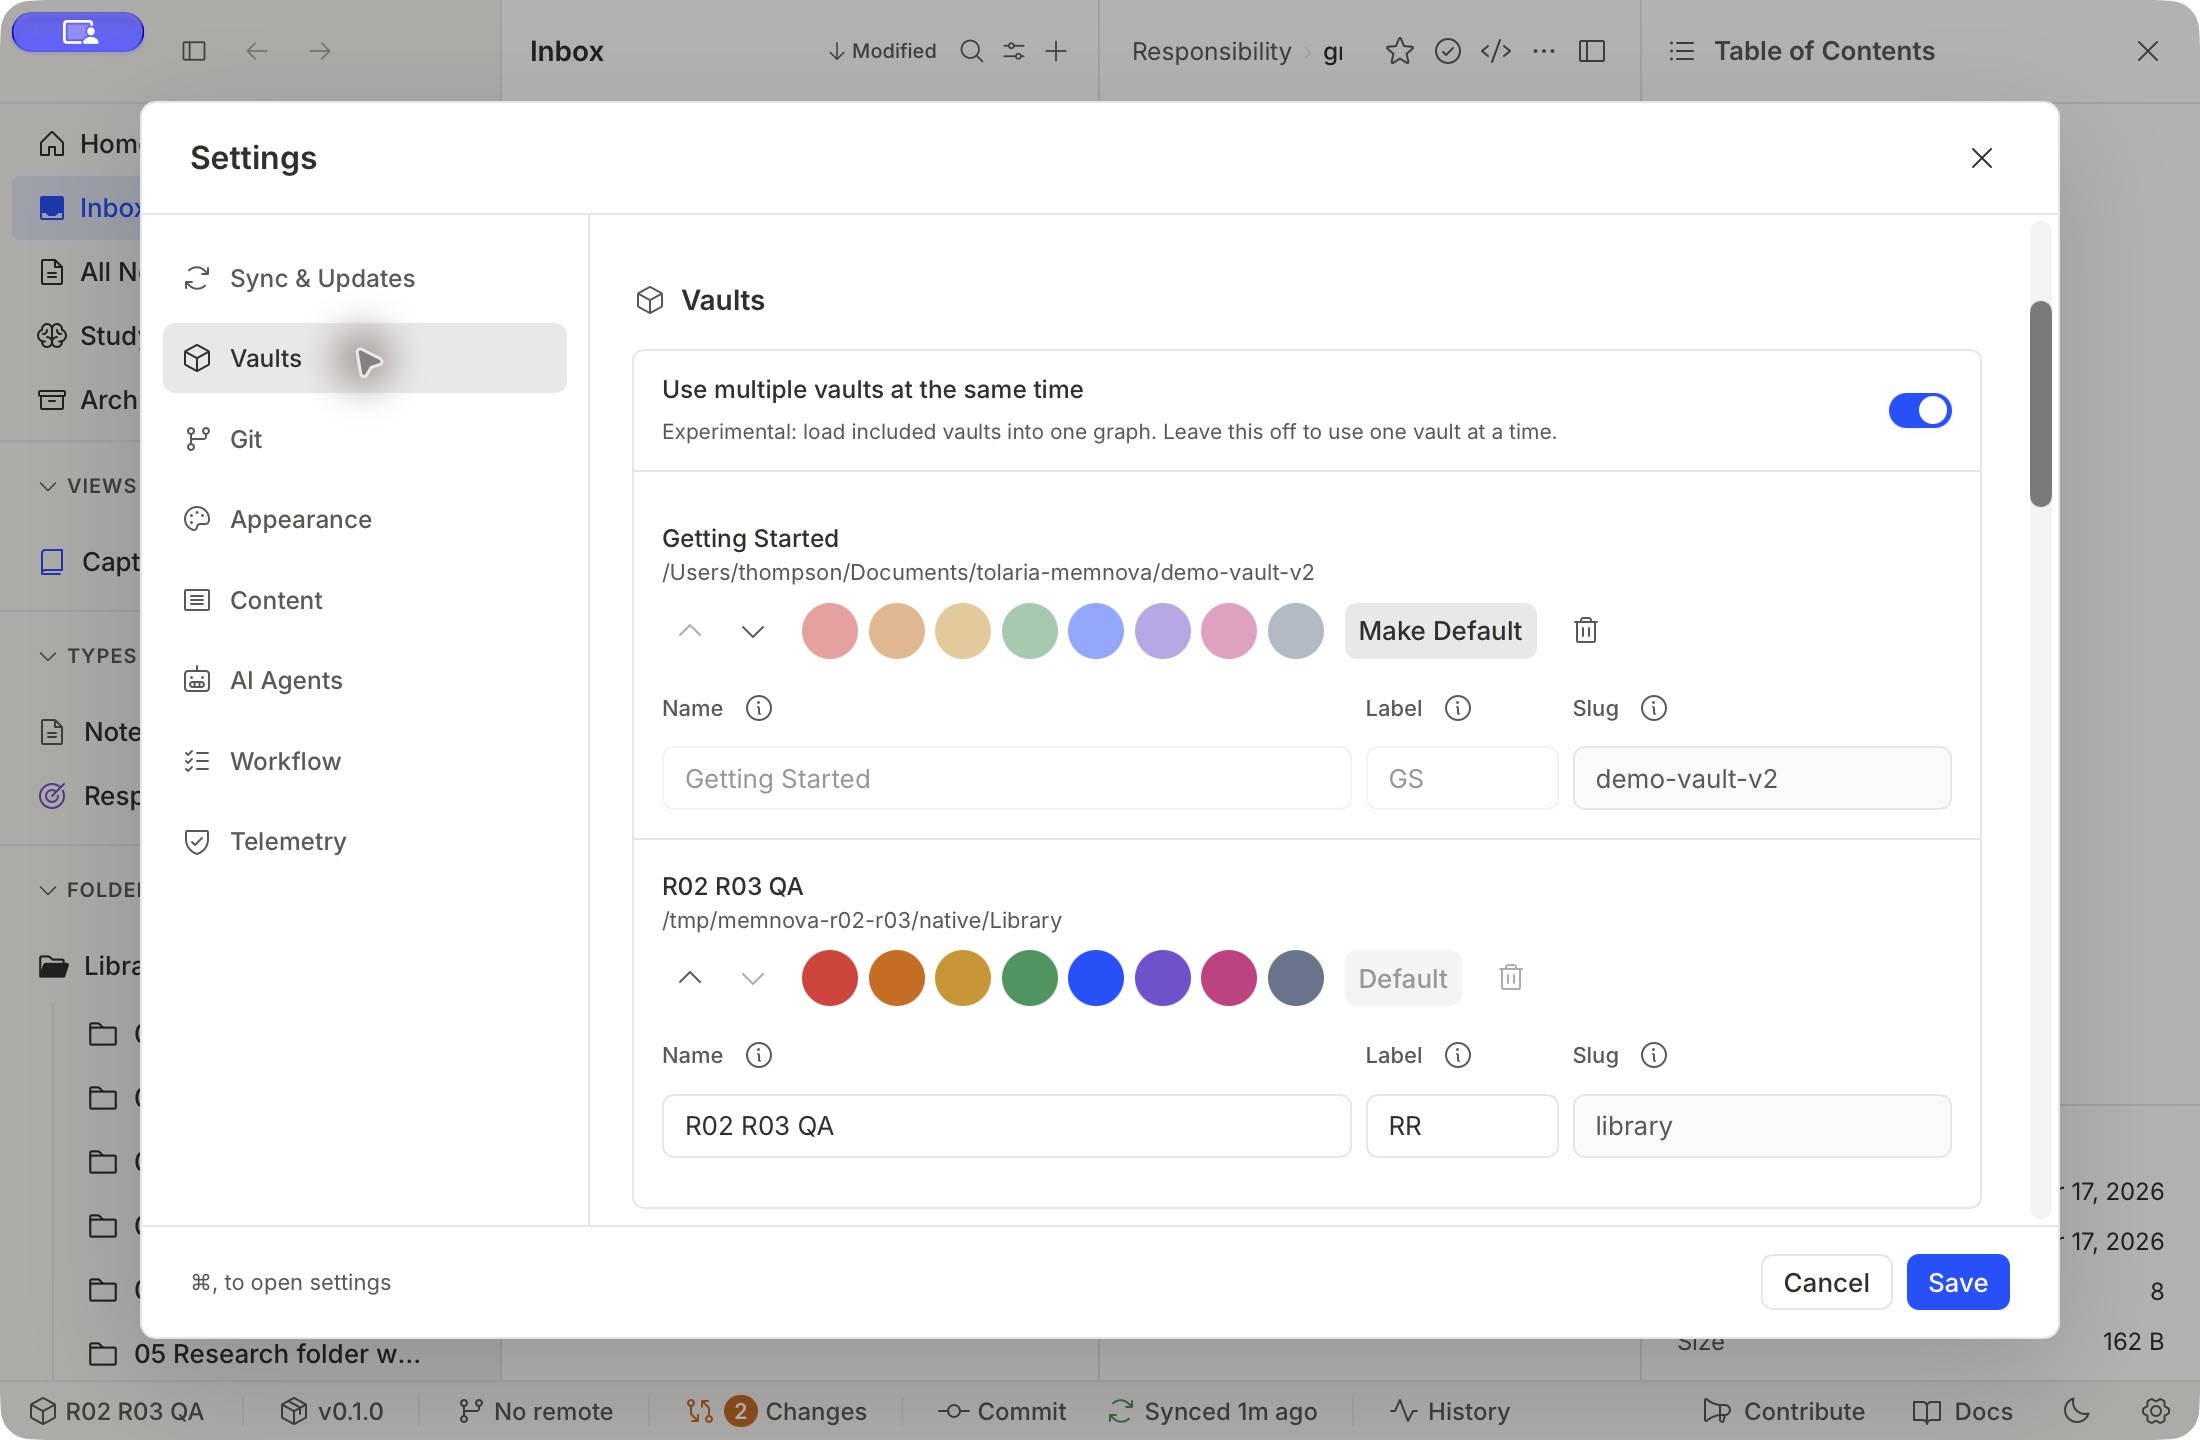 Inbox
Modified
Responsibility
Table of Contents
Settings
Sync & Updates
Vaults
Git
Appearance
Content
AI Agents
Workflow
Telemetry
Vaults
Use multiple vaults at the same time
Experimental: load included vaults into one graph. Leave this off to use one vault at a time.
Getting Started
/Users/thompson/Documents/tolaria-memnova/demo-vault-v2
Make Default
Name Label Slug
Getting Started GS demo-vault-v2
R02 R03 QA
/tmp/memnova-r02-r03/native/Library
Default
Name Label Slug
R02 R03 QA RR library
⌘, to open settings
Cancel Save
Inbox
VIEWS
TYPES
17, 2026
17, 2026
8
Size 162 B
05 Research folder w...
R02 R03 QA v0.1.0 No remote 2 Changes Commit Synced 1m ago History Contribute Docs